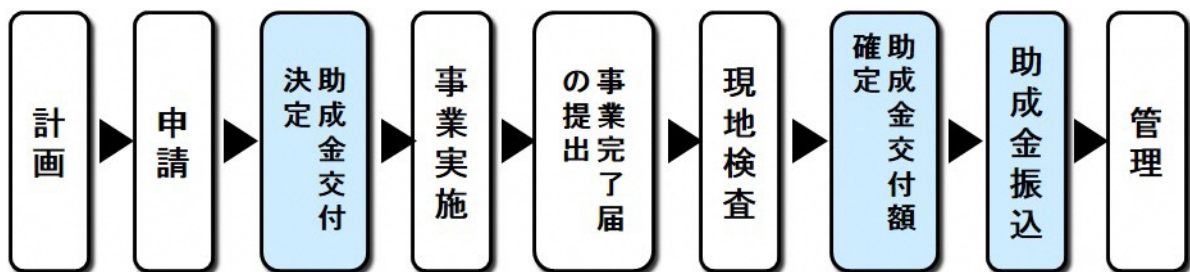 計画
申請
助成金交付
決定
事業実施
事業完了届
の提出
現地検査
助成金交付額
確定
助成金振込
管理